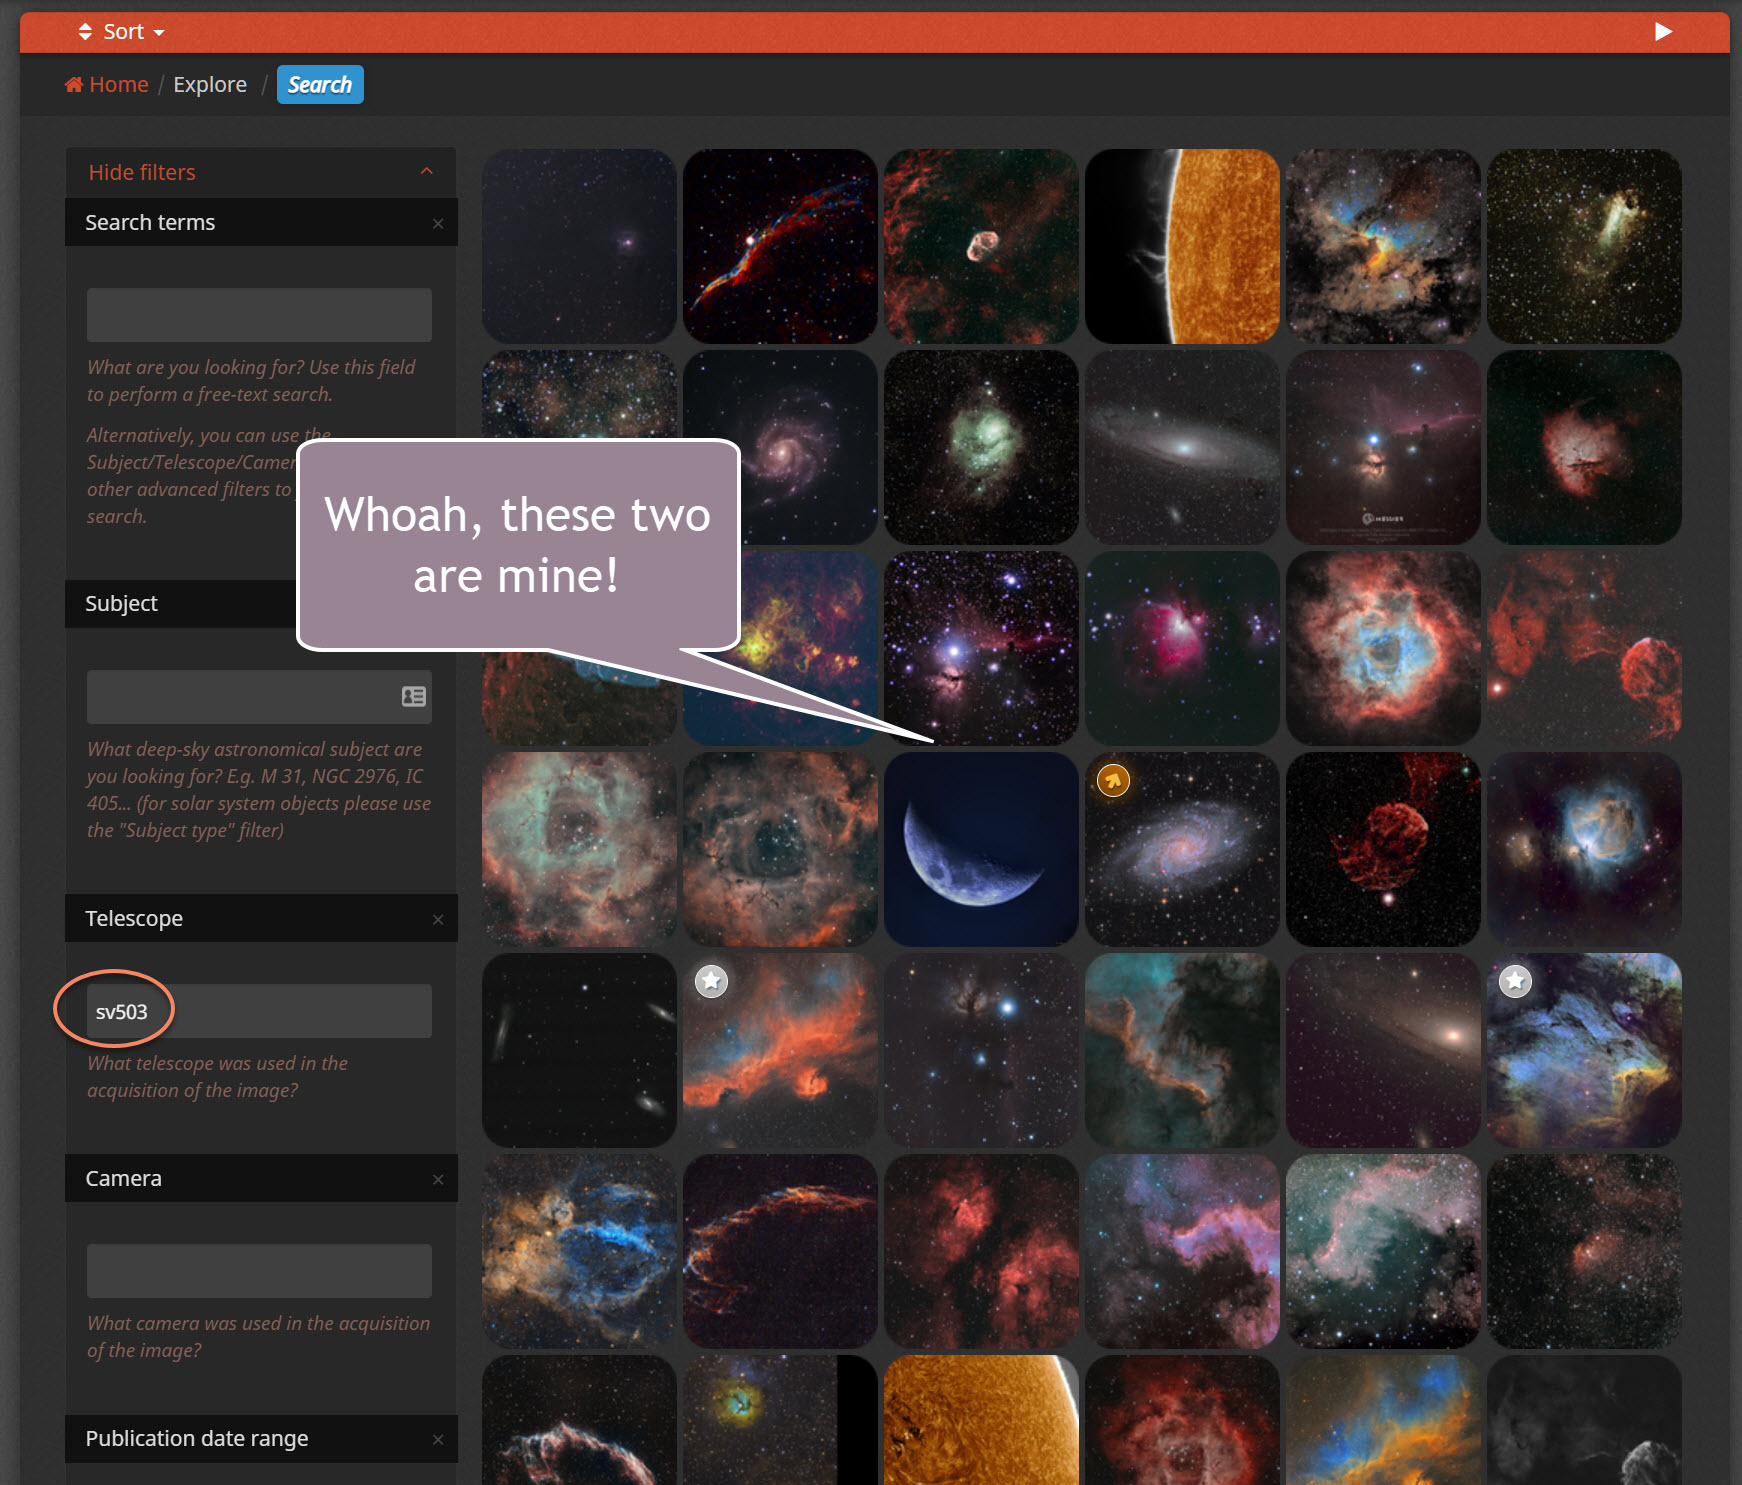 Sort
Home / Explore / Search
Hide filters
Search terms
What are you looking for? Use this field
to perform a free-text search.
Alternatively, you can use the
Subject/Telescope/Camer
other advanced filters to
search.
Whoah, these two
are mine!
Subject
What deep-sky astronomical subject are
you looking for? E.g. M 31, NGC 2976, IC
405... (for solar system objects please use
the "Subject type" filter)
Telescope
sv503
What telescope was used in the
acquisition of the image?
Camera
What camera was used in the acquisition
of the image?
Publication date range